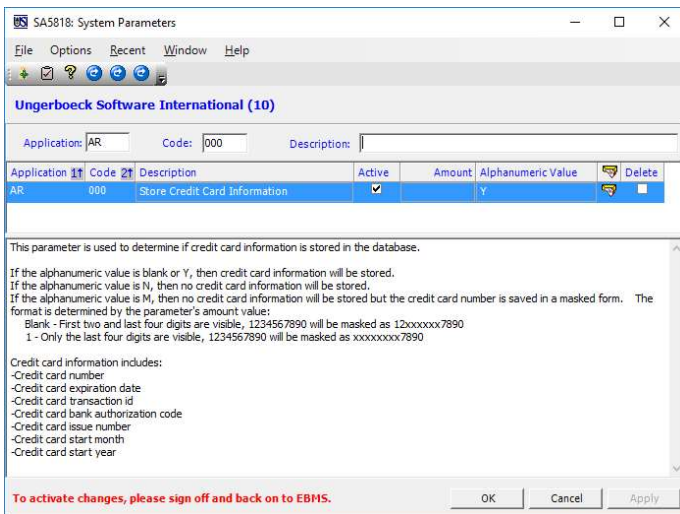 SA5818: System Parameters
File Options Recent Window Help
Ungerboeck Software International (10)
Application: AR Code: 000 Description:
Application 1↑ Code 2↑ Description Active Amount Alphanumeric Value Delete
AR 000 Store Credit Card Information Y
This parameter is used to determine if credit card information is stored in the database.
If the alphanumeric value is blank or Y, then credit card information will be stored.
If the alphanumeric value is N, then no credit card information will be stored.
If the alphanumeric value is M, then no credit card information will be stored but the credit card number is saved in a masked form. The
format is determined by the parameter's amount value:
Blank - First two and last four digits are visible, 1234567890 will be masked as 12xxxxxx7890
1 - Only the last four digits are visible, 1234567890 will be masked as xxxxxxxx7890
Credit card information includes:
-Credit card number
-Credit card expiration date
-Credit card transaction id
-Credit card bank authorization code
-Credit card issue number
-Credit card start month
-Credit card start year
To activate changes, please sign off and back on to EBMS. OK Cancel Apply